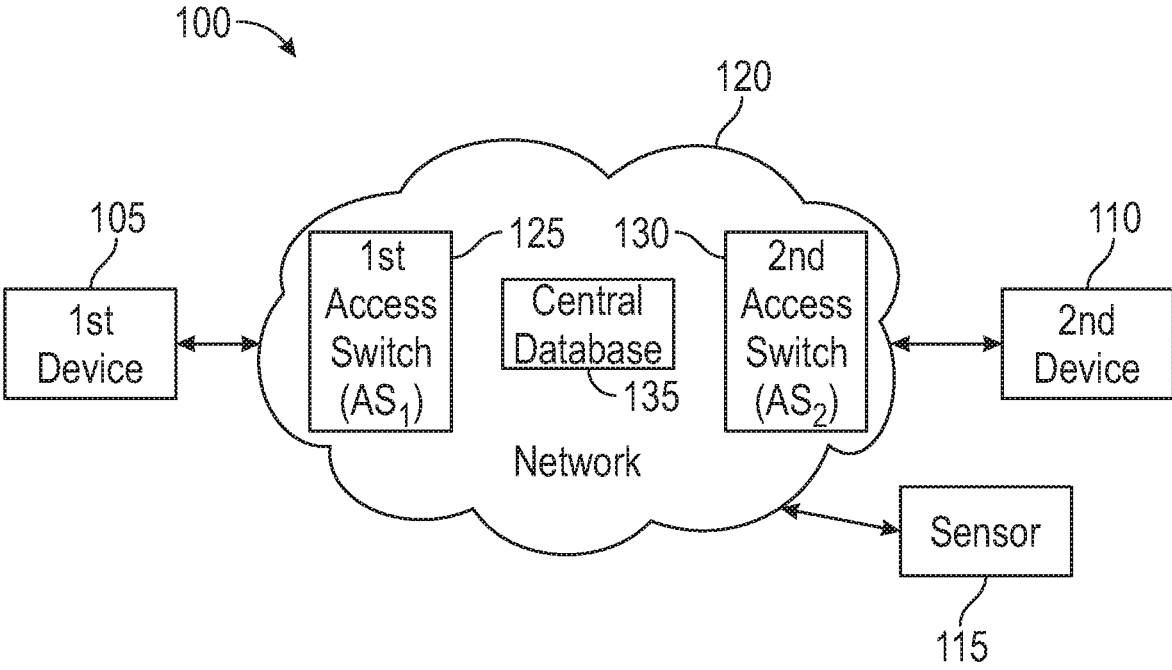 100
120
105
125
130
110
1st
Device
1st
Access
Switch
(AS₁)
Central
Database
135
2nd
Access
Switch
(AS₂)
2nd
Device
Network
Sensor
115